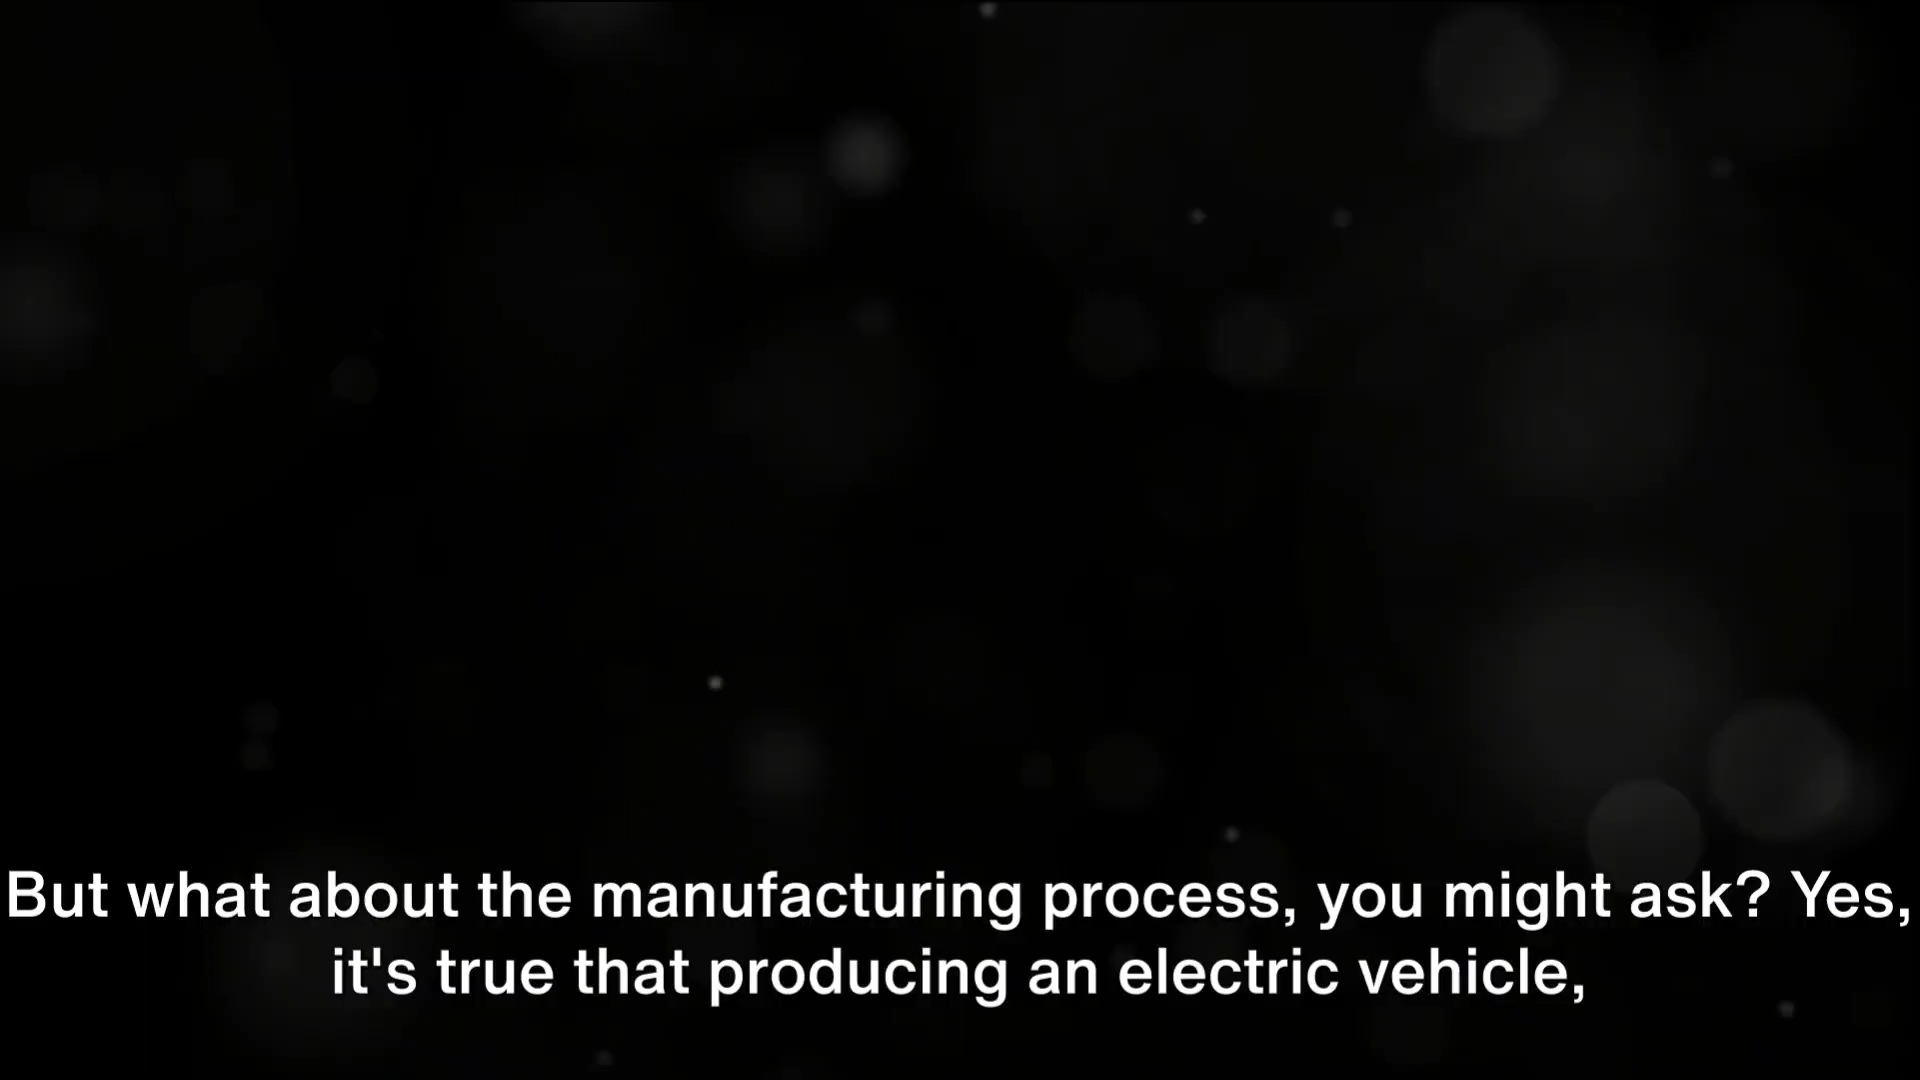 But what about the manufacturing process, you might ask? Yes,
it's true that producing an electric vehicle,